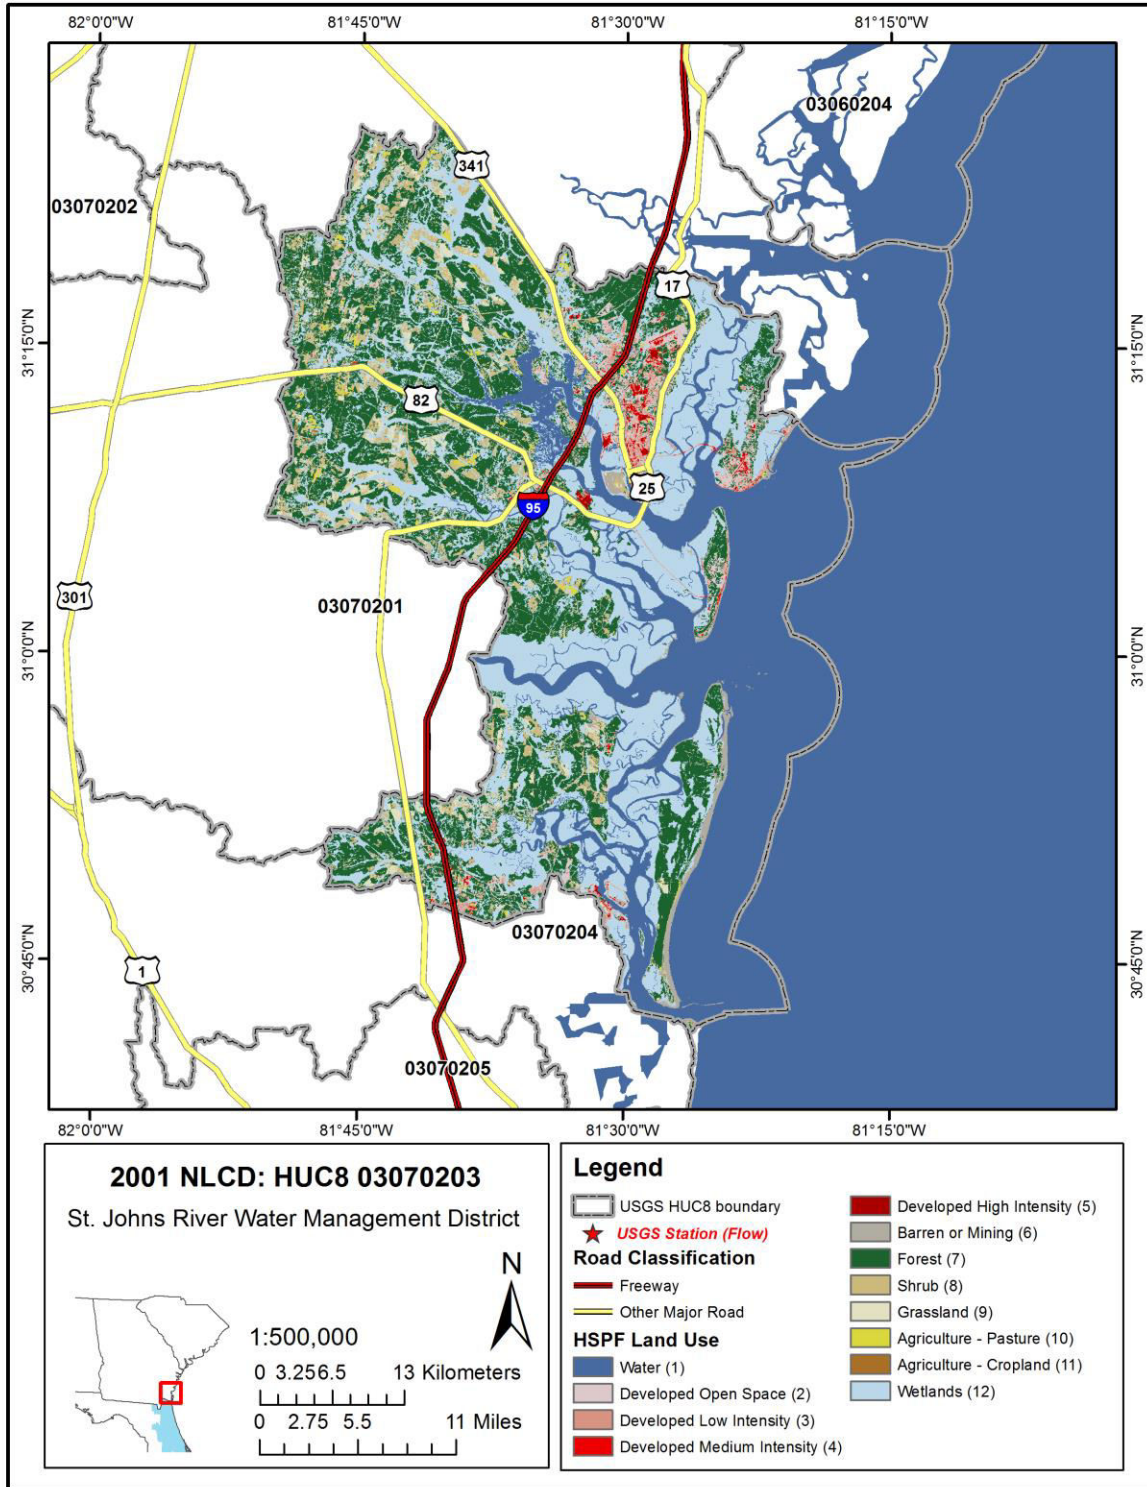 82°0'0"W 81°45'0"W 81°30'0"W 81°15'0"W
03060204
341
03070202
17
31°15'0"N 31°15'0"N
82
25
95
301
03070201
31°0'0"N 31°0'0"N
03070204
30°45'0"N 30°45'0"N
1
03070205
82°0'0"W 81°45'0"W 81°30'0"W 81°15'0"W
2001 NLCD: HUC8 03070203
St. Johns River Water Management District
N
1:500,000
0 3.256.5 13 Kilometers
0 2.75 5.5 11 Miles
Legend
USGS HUC8 boundary
USGS Station (Flow)
Road Classification
Freeway
Other Major Road
HSPF Land Use
Water (1)
Developed Open Space (2)
Developed Low Intensity (3)
Developed Medium Intensity (4)
Developed High Intensity (5)
Barren or Mining (6)
Forest (7)
Shrub (8)
Grassland (9)
Agriculture - Pasture (10)
Agriculture - Cropland (11)
Wetlands (12)